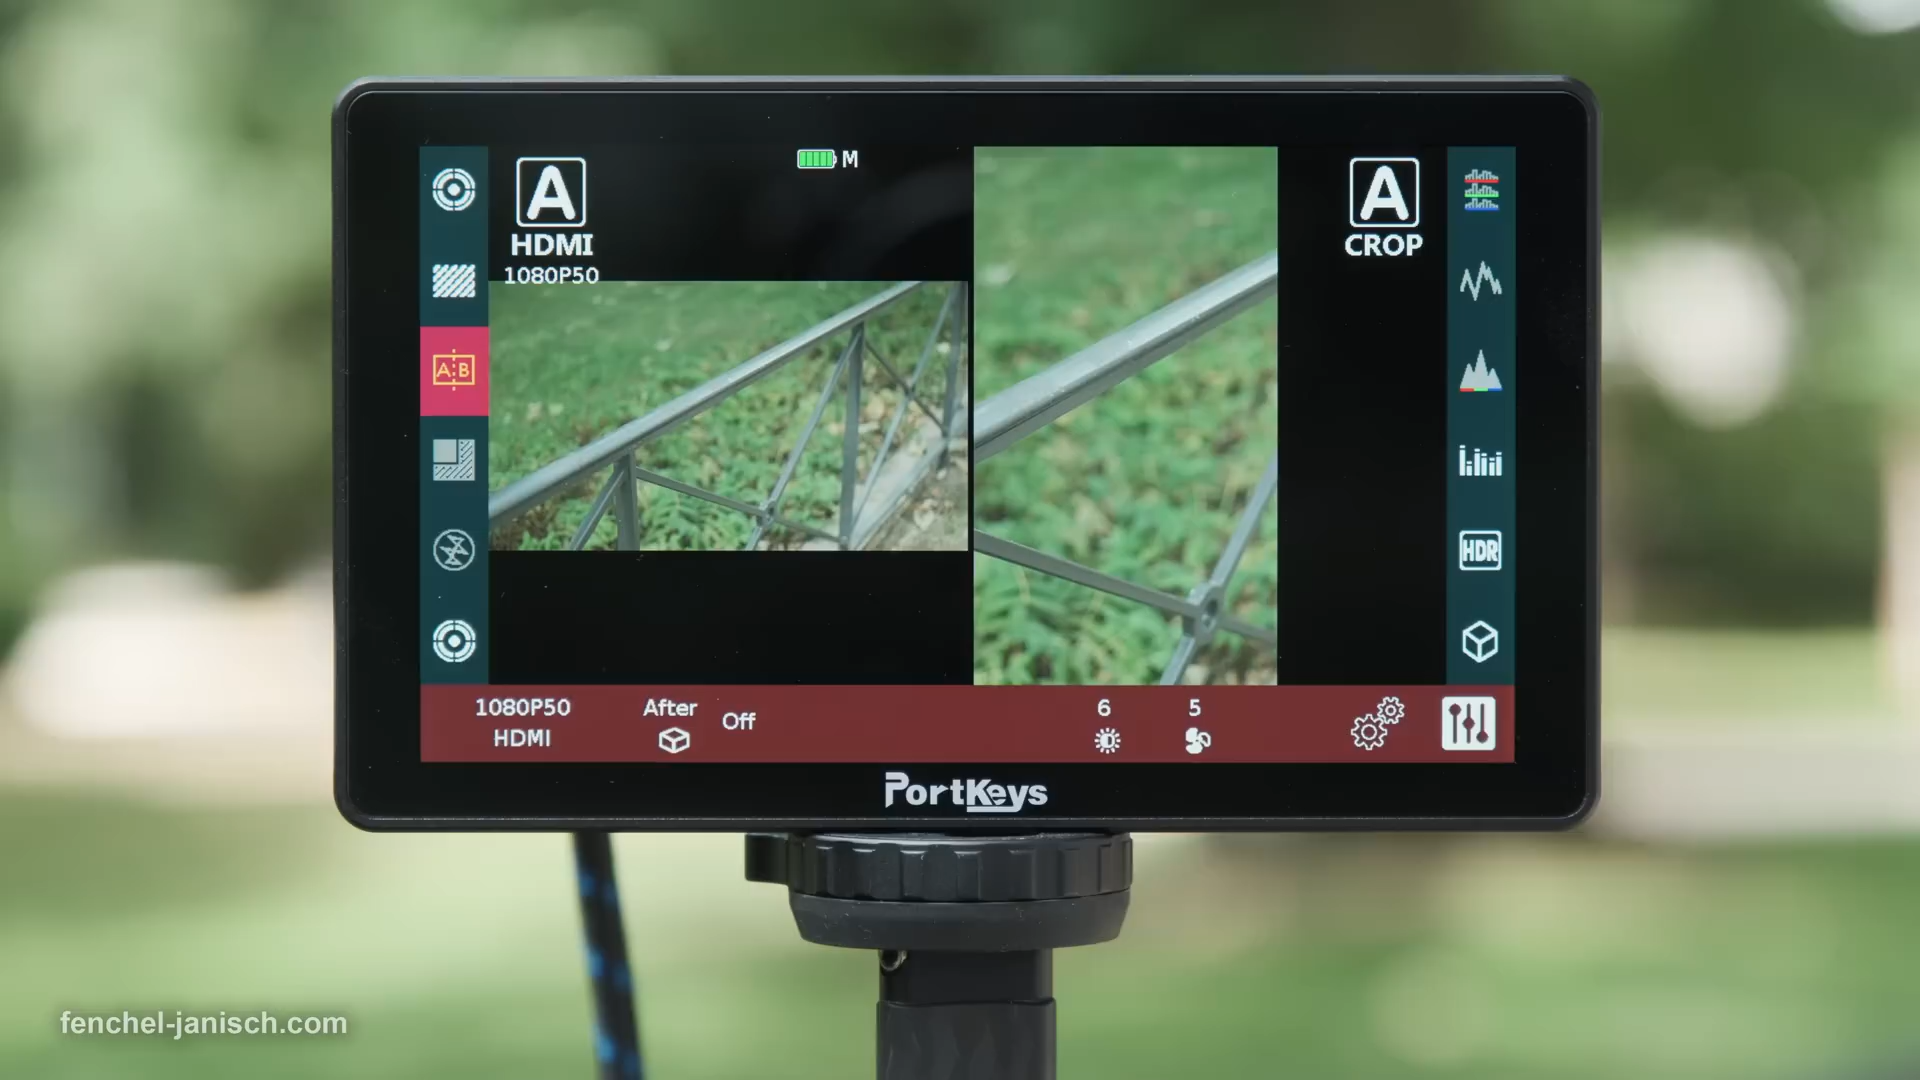 A
HDMI
1080P50
M
A
CROP
A:B
HDR
1080P50
HDMI
After
Off
6
5
PortKeys
fenchel-janisch.com